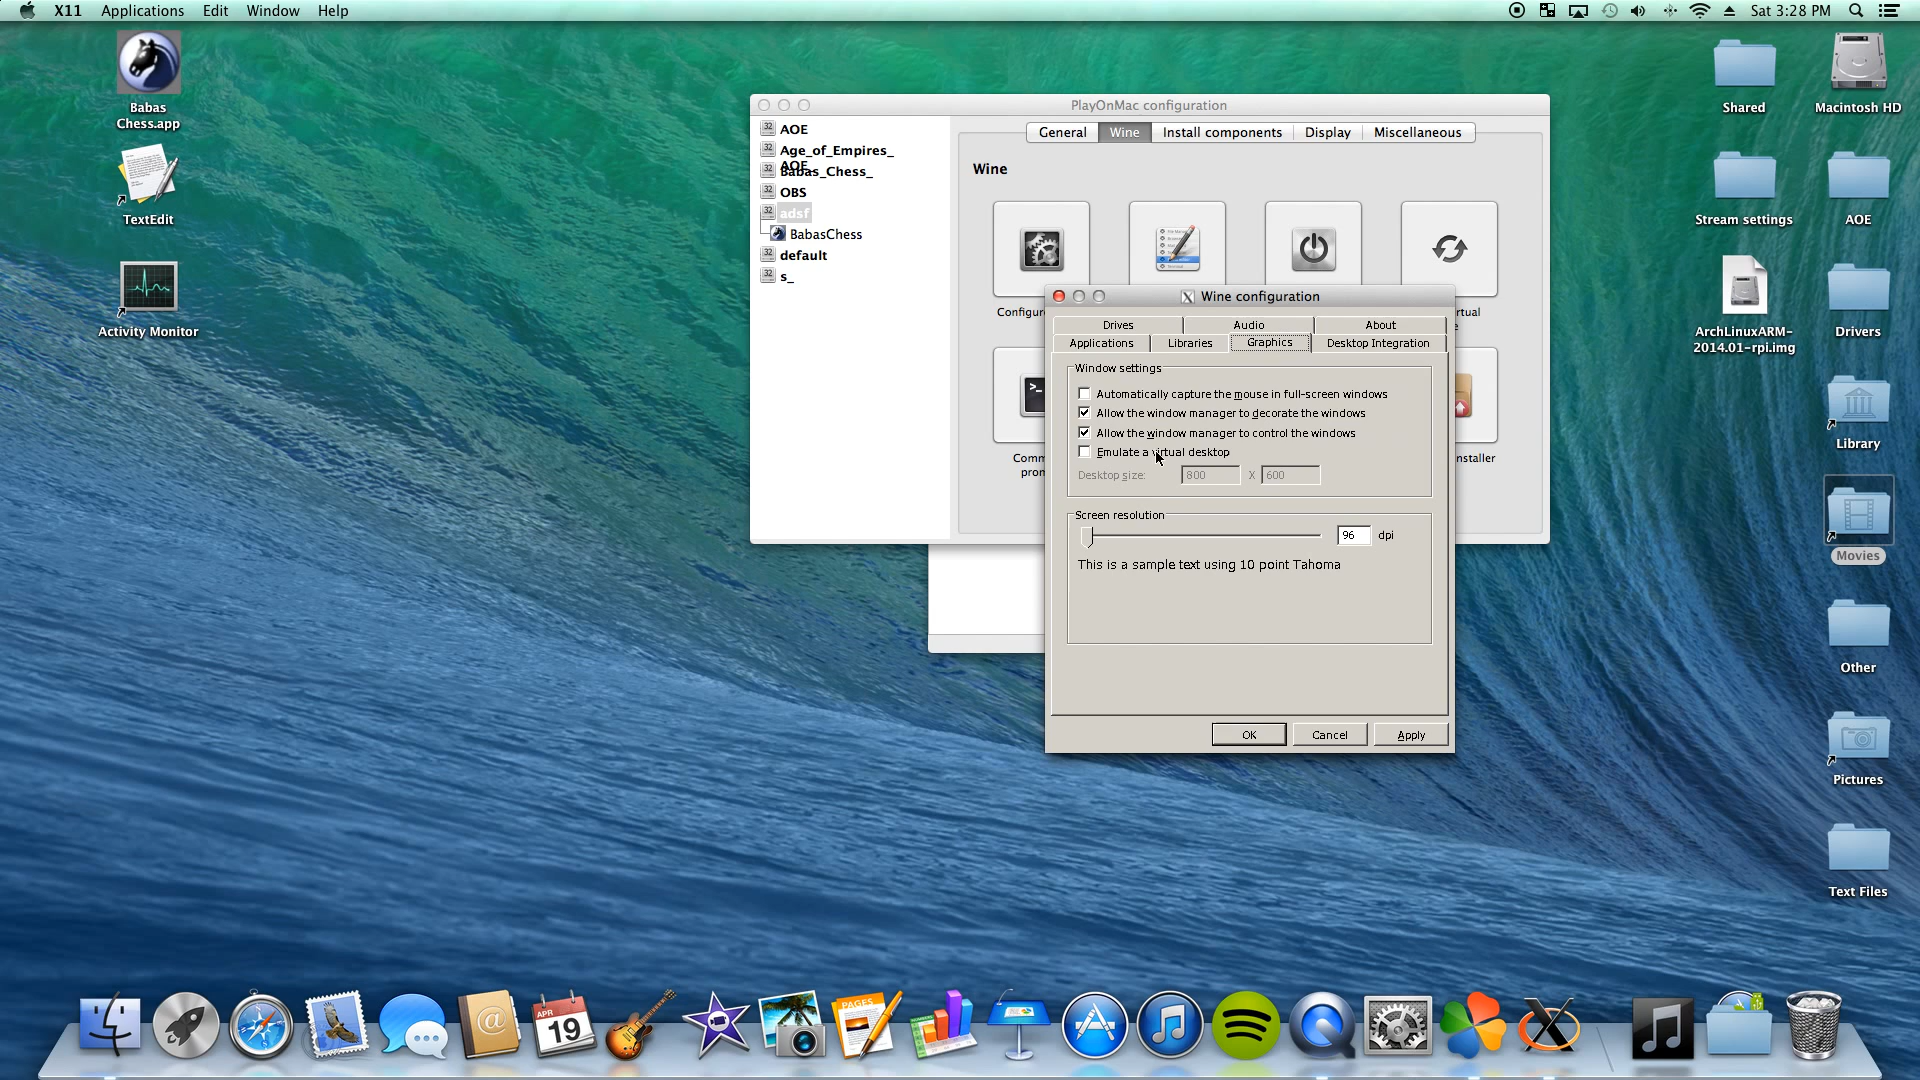 X11 Applications Edit Window Help
Sat 3:28 PM
Babas
Chess.app
TextEdit
Activity Monitor
Shared
Macintosh HD
Stream settings
AOE
ArchLinuxARM-
2014.01-rpi.img
Drivers
Library
Movies
Other
Pictures
Text Files
PlayOnMac configuration
AOE
Age_of_Empires_
AOE
Babas_Chess_
OBS
adsf
BabasChess
default
s_
General Wine Install components Display Miscellaneous
Wine
Configur
rtual
e
Comm
pron
nstaller
Wine configuration
Drives Audio About
Applications Libraries Graphics Desktop Integration
Window settings
Automatically capture the mouse in full-screen windows
Allow the window manager to decorate the windows
Allow the window manager to control the windows
Emulate a virtual desktop
Desktop size: 800 X 600
Screen resolution
96 dpi
This is a sample text using 10 point Tahoma
OK Cancel Apply
APR
19
PAGES